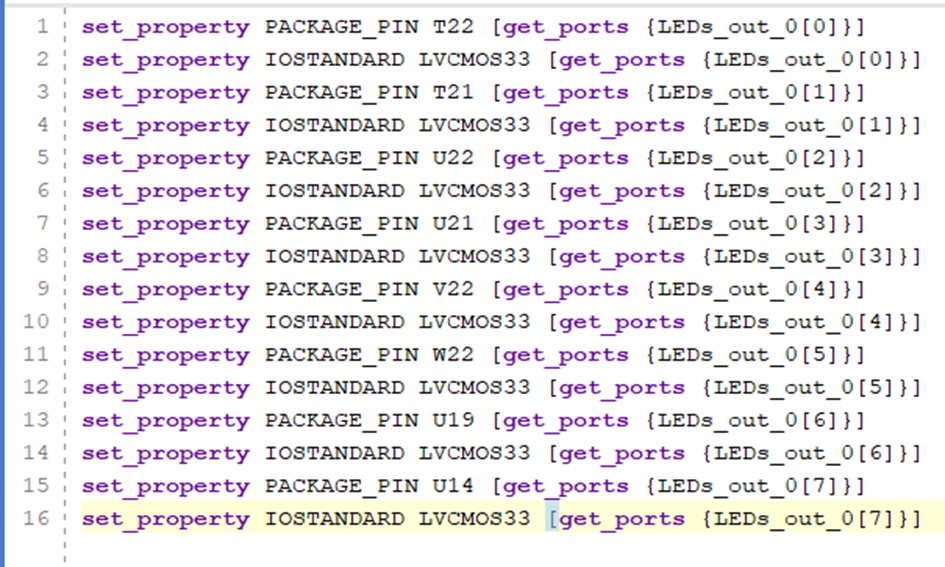 1 set_property PACKAGE_PIN T22 [get_ports {LEDs_out_0[0]}]
2 set_property IOSTANDARD LVCMOS33 [get_ports {LEDs_out_0[0]}]
3 set_property PACKAGE_PIN T21 [get_ports {LEDs_out_0[1]}]
4 set_property IOSTANDARD LVCMOS33 [get_ports {LEDs_out_0[1]}]
5 set_property PACKAGE_PIN U22 [get_ports {LEDs_out_0[2]}]
6 set_property IOSTANDARD LVCMOS33 [get_ports {LEDs_out_0[2]}]
7 set_property PACKAGE_PIN U21 [get_ports {LEDs_out_0[3]}]
8 set_property IOSTANDARD LVCMOS33 [get_ports {LEDs_out_0[3]}]
9 set_property PACKAGE_PIN V22 [get_ports {LEDs_out_0[4]}]
10 set_property IOSTANDARD LVCMOS33 [get_ports {LEDs_out_0[4]}]
11 set_property PACKAGE_PIN W22 [get_ports {LEDs_out_0[5]}]
12 set_property IOSTANDARD LVCMOS33 [get_ports {LEDs_out_0[5]}]
13 set_property PACKAGE_PIN U19 [get_ports {LEDs_out_0[6]}]
14 set_property IOSTANDARD LVCMOS33 [get_ports {LEDs_out_0[6]}]
15 set_property PACKAGE_PIN U14 [get_ports {LEDs_out_0[7]}]
16 set_property IOSTANDARD LVCMOS33 [get_ports {LEDs_out_0[7]}]